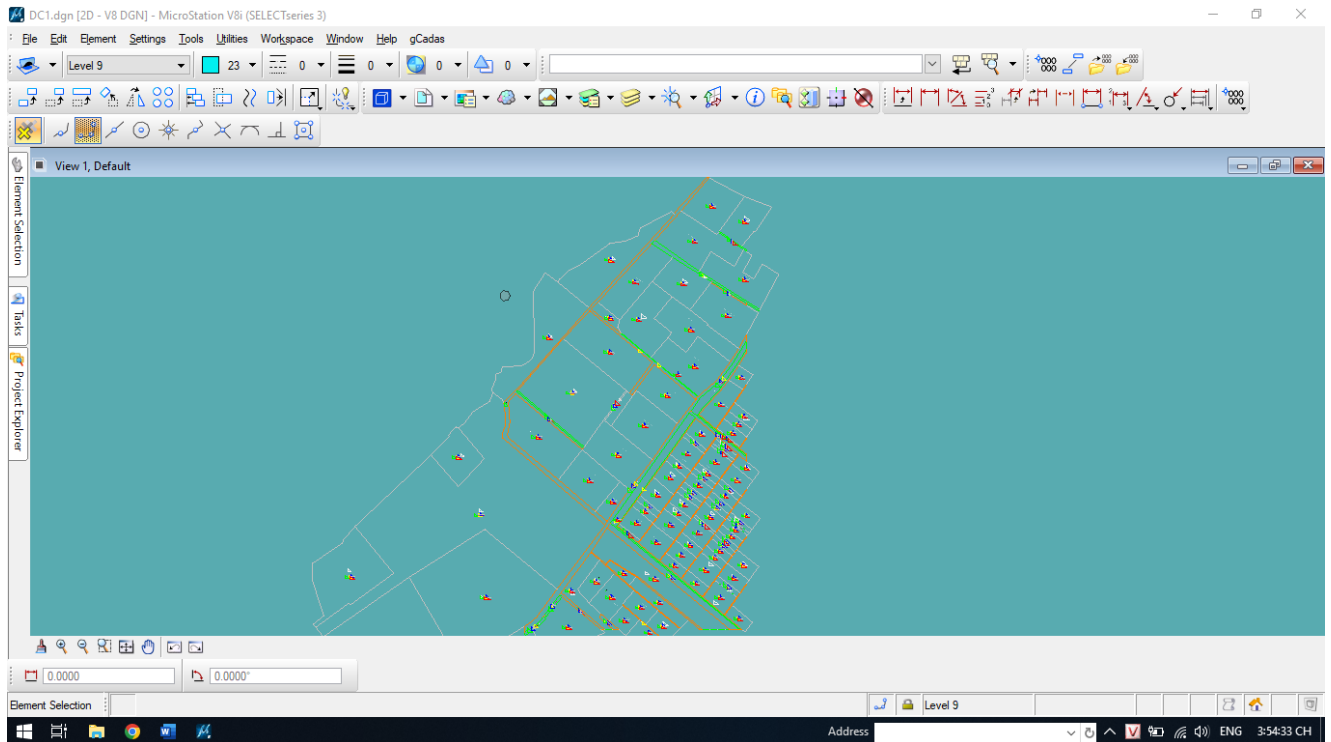 DC1.dgn [2D - V8 DGN] - MicroStation V8i (SELECTseries 3)
File Edit Element Settings Tools Utilities Workspace Window Help gCadas
Level 9 23 0 0 0 0
View 1, Default
Element Selection
Tasks
Project Explorer
0.0000 0.0000°
Element Selection Level 9
Address ENG 3:54:33 CH